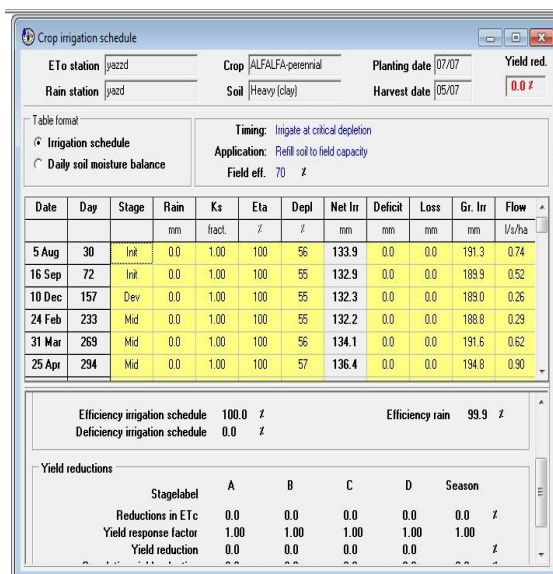 Crop irrigation schedule
ETo station yazzd Crop ALFALFA-perennial Planting date 07/07 Yield red.
Rain station yazd Soil Heavy (clay) Harvest date 05/07 0.0 %
Table format
Irrigation schedule
Daily soil moisture balance
Timing: Irrigate at critical depletion
Application: Refill soil to field capacity
Field eff. 70 %
Date Day Stage Rain Ks Eta Depl Net Irr Deficit Loss Gr. Irr Flow
mm fract. % % mm mm mm mm l/s/ha
5 Aug 30 Init 0.0 1.00 100 56 133.9 0.0 0.0 191.3 0.74
16 Sep 72 Init 0.0 1.00 100 55 132.9 0.0 0.0 189.9 0.52
10 Dec 157 Dev 0.0 1.00 100 55 132.3 0.0 0.0 189.0 0.26
24 Feb 233 Mid 0.0 1.00 100 55 132.2 0.0 0.0 188.8 0.29
31 Mar 269 Mid 0.0 1.00 100 55 134.1 0.0 0.0 191.6 0.62
25 Apr 294 Mid 0.0 1.00 100 57 136.4 0.0 0.0 194.8 0.90
Efficiency irrigation schedule 100.0 % Efficiency rain 99.9 %
Deficiency irrigation schedule 0.0 %
Yield reductions
Stagelabel A B C D Season
Reductions in ETc 0.0 0.0 0.0 0.0 0.0 %
Yield response factor 1.00 1.00 1.00 1.00 1.00
Yield reduction 0.0 0.0 0.0 0.0 %